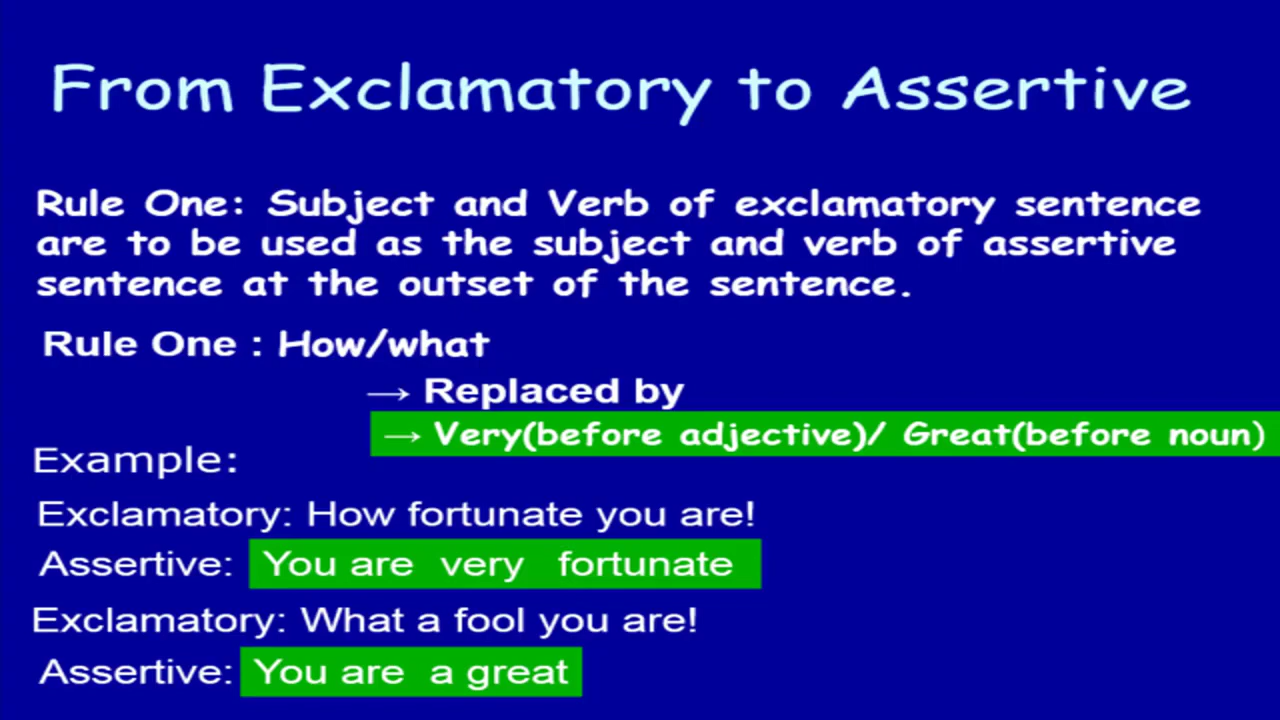 From Exclamatory to Assertive
Rule One: Subject and Verb of exclamatory sentence
are to be used as the subject and verb of assertive
sentence at the outset of the sentence.
Rule One : How/what
→ Replaced by
→ Very(before adjective)/ Great(before noun)
Example:
Exclamatory: How fortunate you are!
Assertive: You are very fortunate
Exclamatory: What a fool you are!
Assertive: You are a great